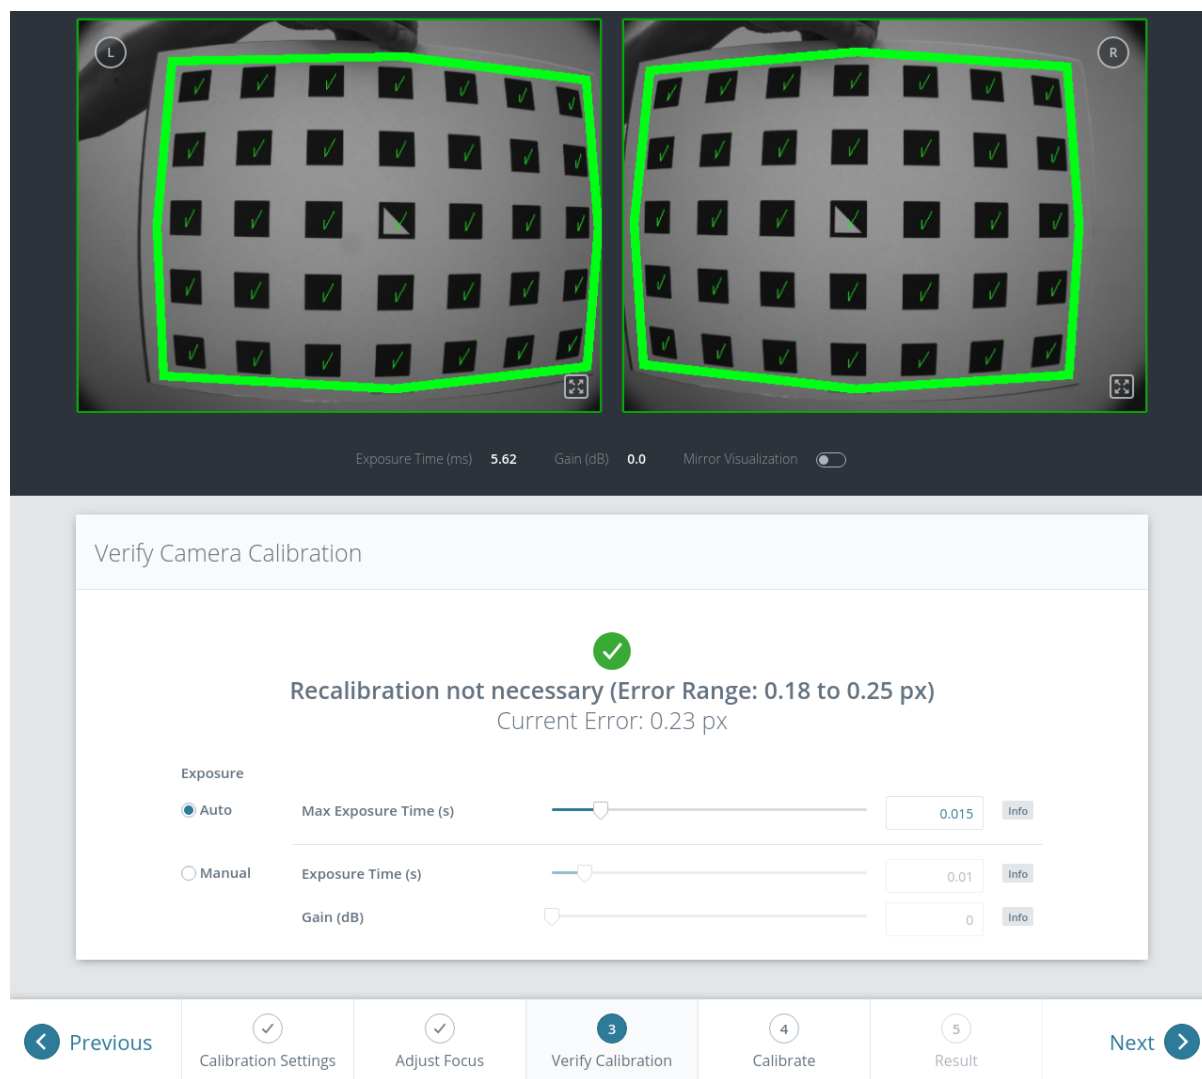 L
R
Exposure Time (ms) 5.62 Gain (dB) 0.0 Mirror Visualization
Verify Camera Calibration
Recalibration not necessary (Error Range: 0.18 to 0.25 px)
Current Error: 0.23 px
Exposure
Auto Max Exposure Time (s) 0.015 Info
Manual Exposure Time (s) 0.01 Info
Gain (dB) 0 Info
Previous
3 4 5
Calibration Settings Adjust Focus Verify Calibration Calibrate Result
Next